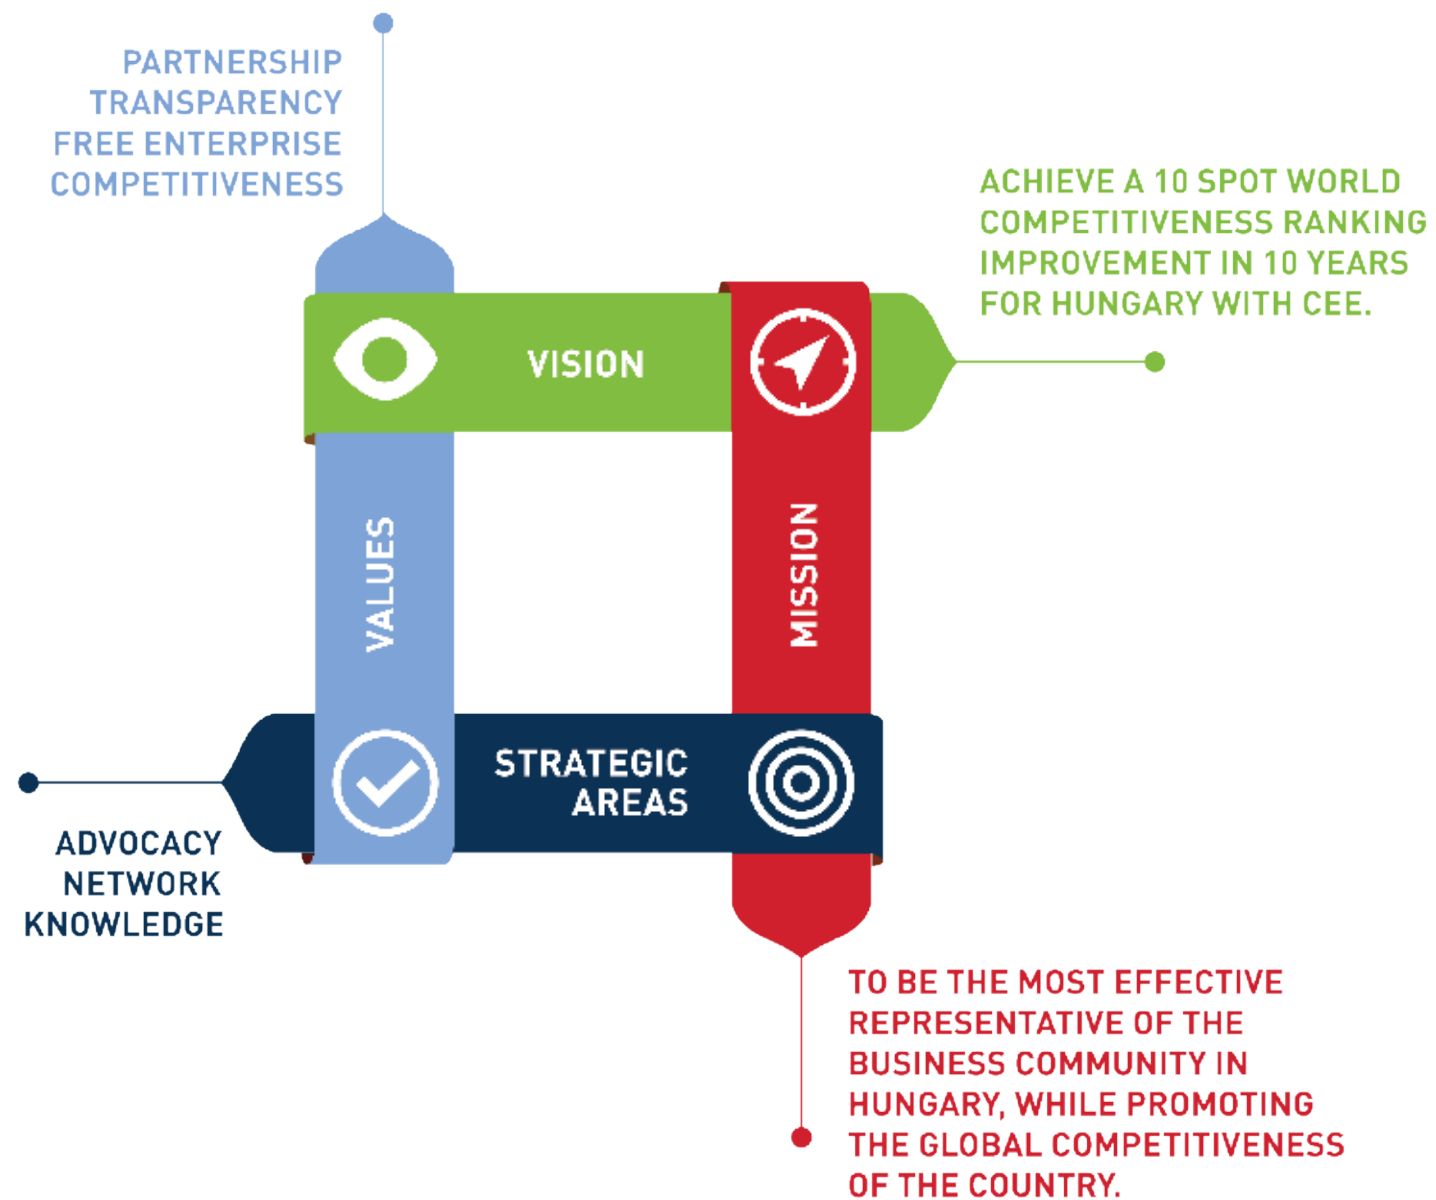 PARTNERSHIP
TRANSPARENCY
FREE ENTERPRISE
COMPETITIVENESS
ACHIEVE A 10 SPOT WORLD
COMPETITIVENESS RANKING
IMPROVEMENT IN 10 YEARS
FOR HUNGARY WITH CEE.
VISION
VALUES
MISSION
STRATEGIC
AREAS
ADVOCACY
NETWORK
KNOWLEDGE
TO BE THE MOST EFFECTIVE
REPRESENTATIVE OF THE
BUSINESS COMMUNITY IN
HUNGARY, WHILE PROMOTING
THE GLOBAL COMPETITIVENESS
OF THE COUNTRY.